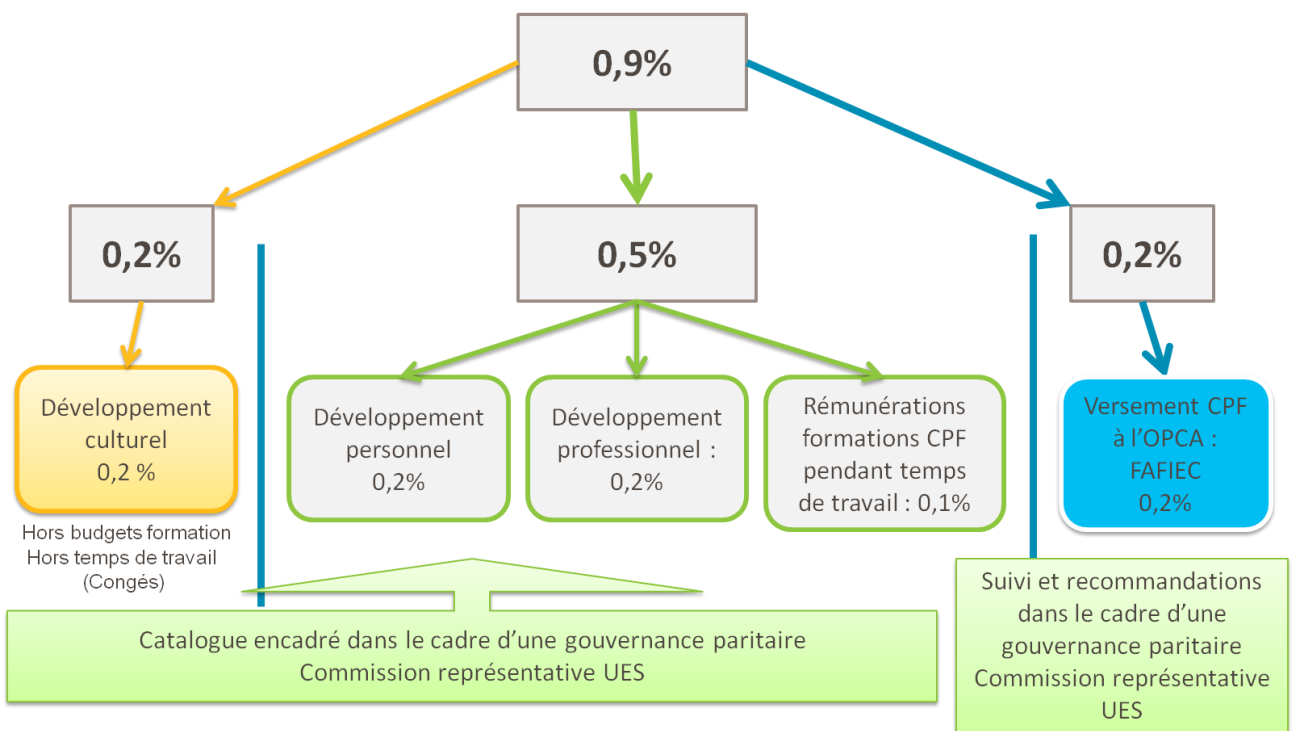 0,9%
0,2%
0,5%
0,2%
Développement
culturel
0,2 %
Développement
personnel
0,2%
Développement
professionnel :
0,2%
Rémunérations
formations CPF
pendant temps
de travail : 0,1%
Versement CPF
à l’OPCA :
FAFIEC
0,2%
Hors budgets formation
Hors temps de travail
(Congés)
Catalogue encadré dans le cadre d’une gouvernance paritaire
Commission représentative UES
Suivi et recommandations
dans le cadre d’une
gouvernance paritaire
Commission représentative
UES